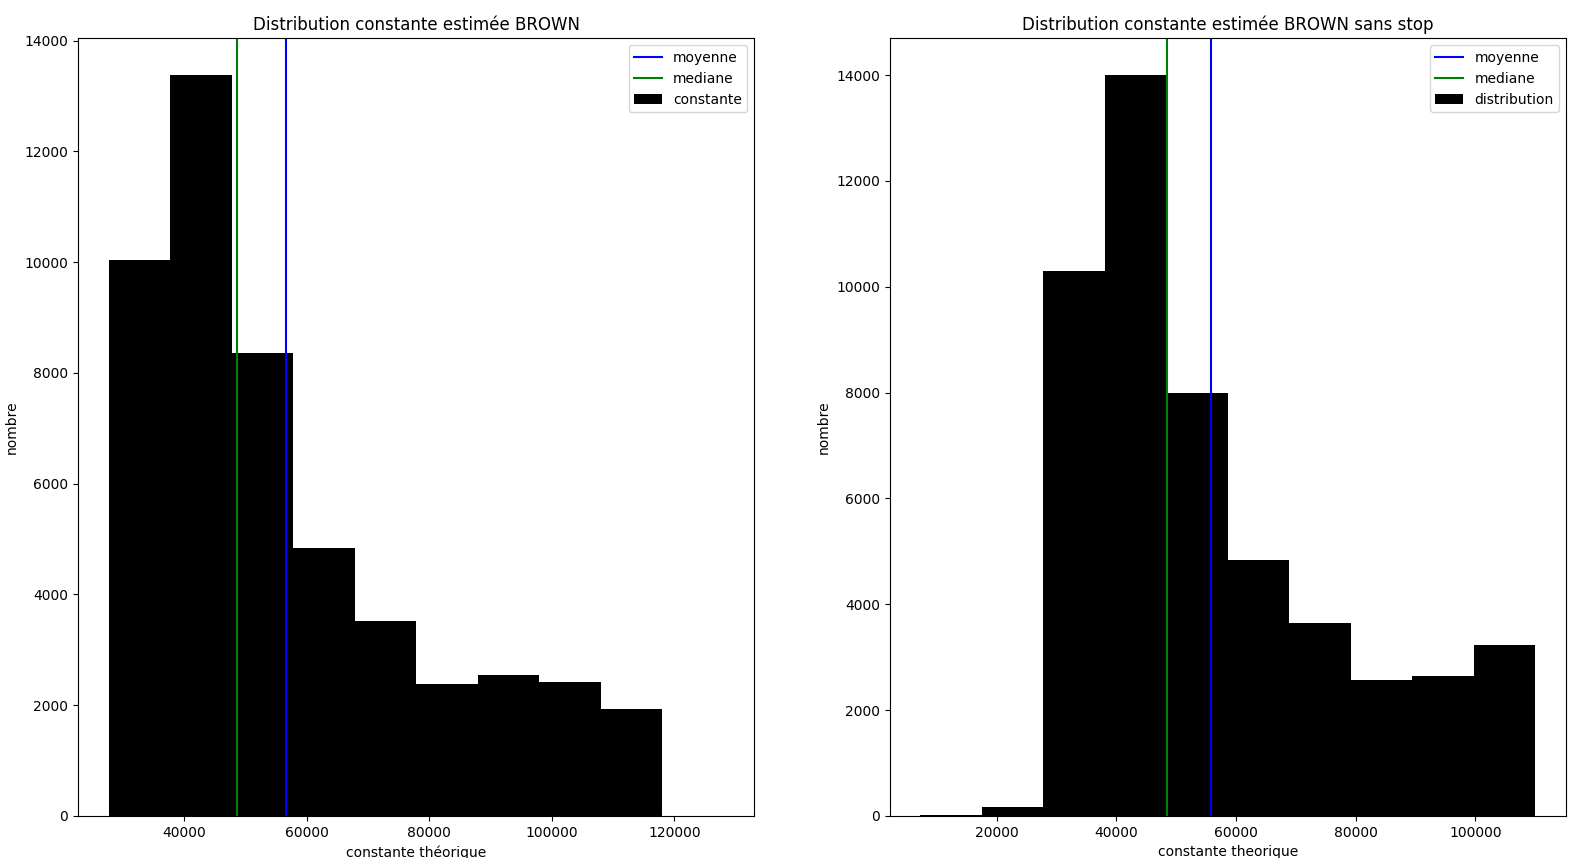 Distribution constante estimée BROWN
moyenne
mediane
constante
14000
12000
10000
8000
6000
4000
2000
0
nombre
40000 60000 80000 100000 120000
constante théorique
Distribution constante estimée BROWN sans stop
moyenne
mediane
distribution
14000
12000
10000
8000
6000
4000
2000
0
nombre
20000 40000 60000 80000 100000
constante theorique